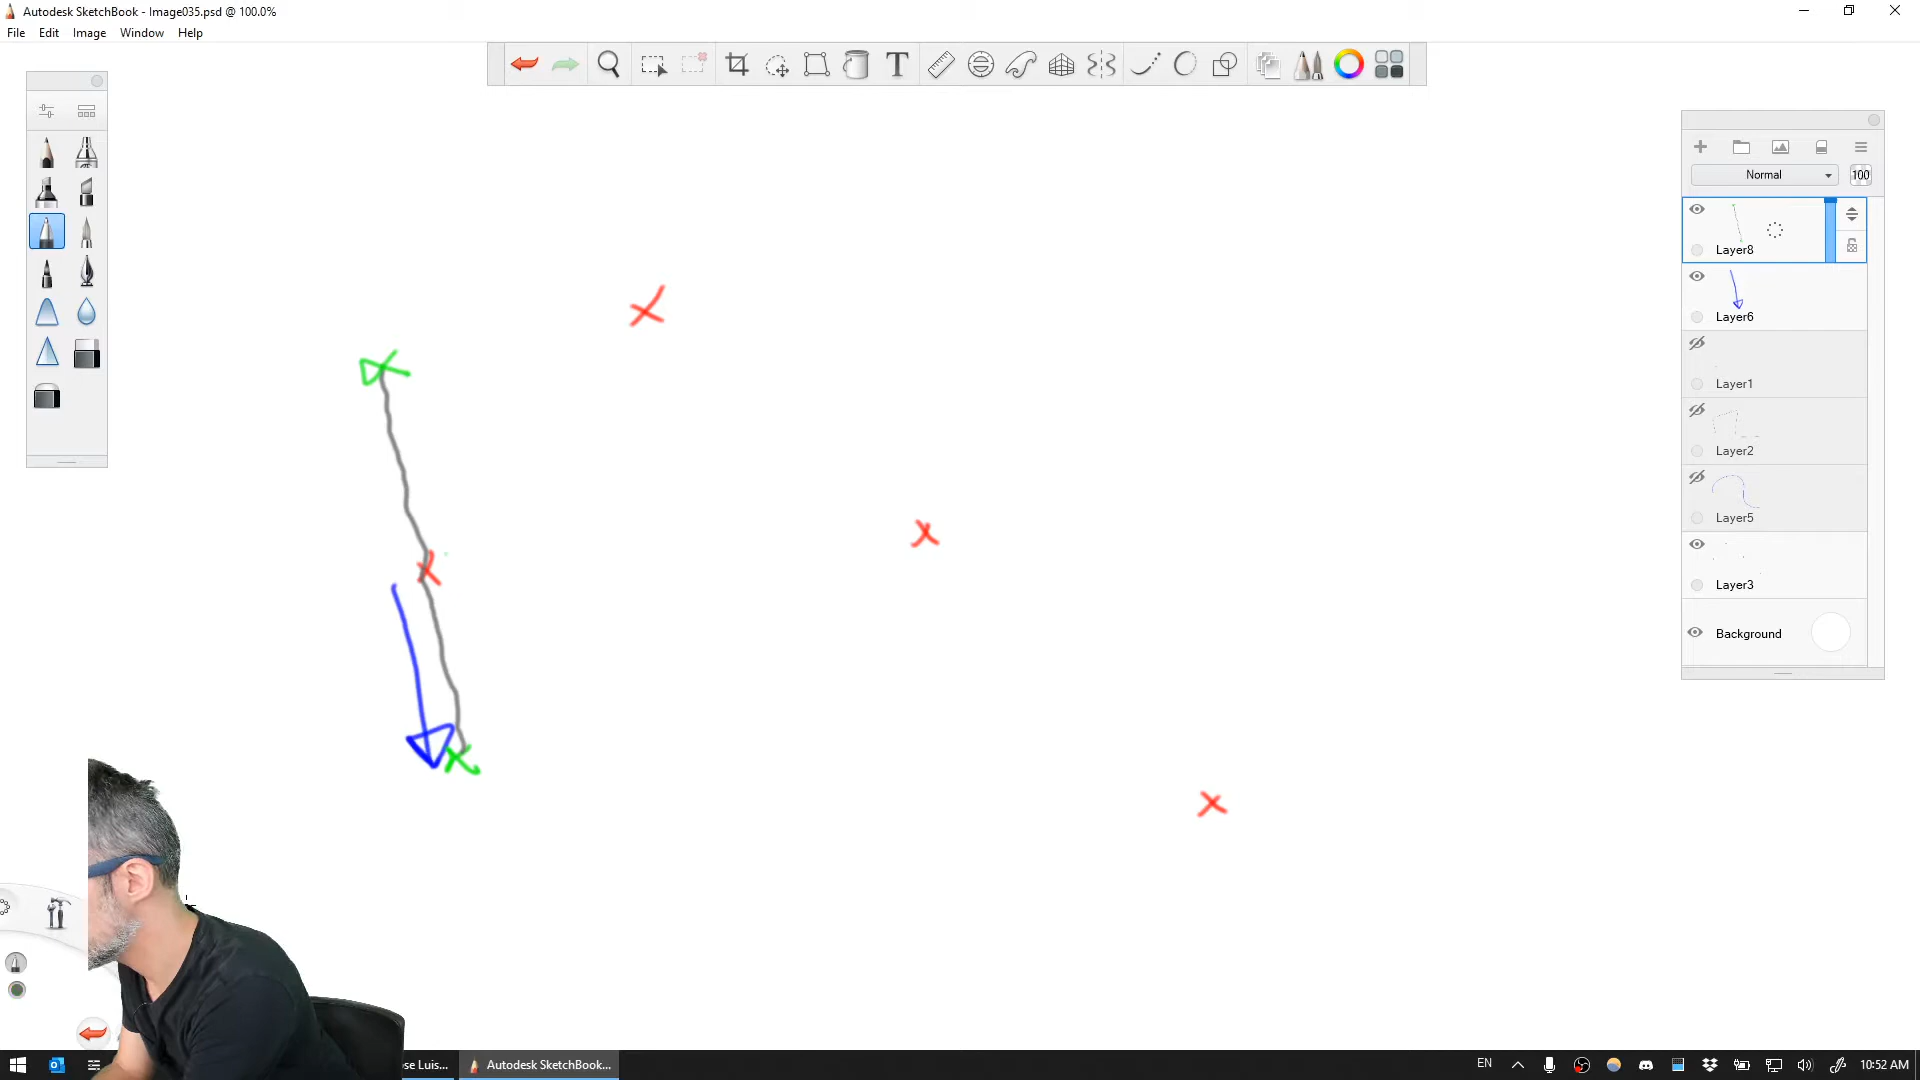 Autodesk SketchBook - Image035.psd @ 100.0%
File Edit Image Window Help
T
Normal 100
Layer8
Layer6
Layer1
Layer2
Layer5
Layer3
Background
ose Luis...
Autodesk SketchBook...
EN
10:52 AM